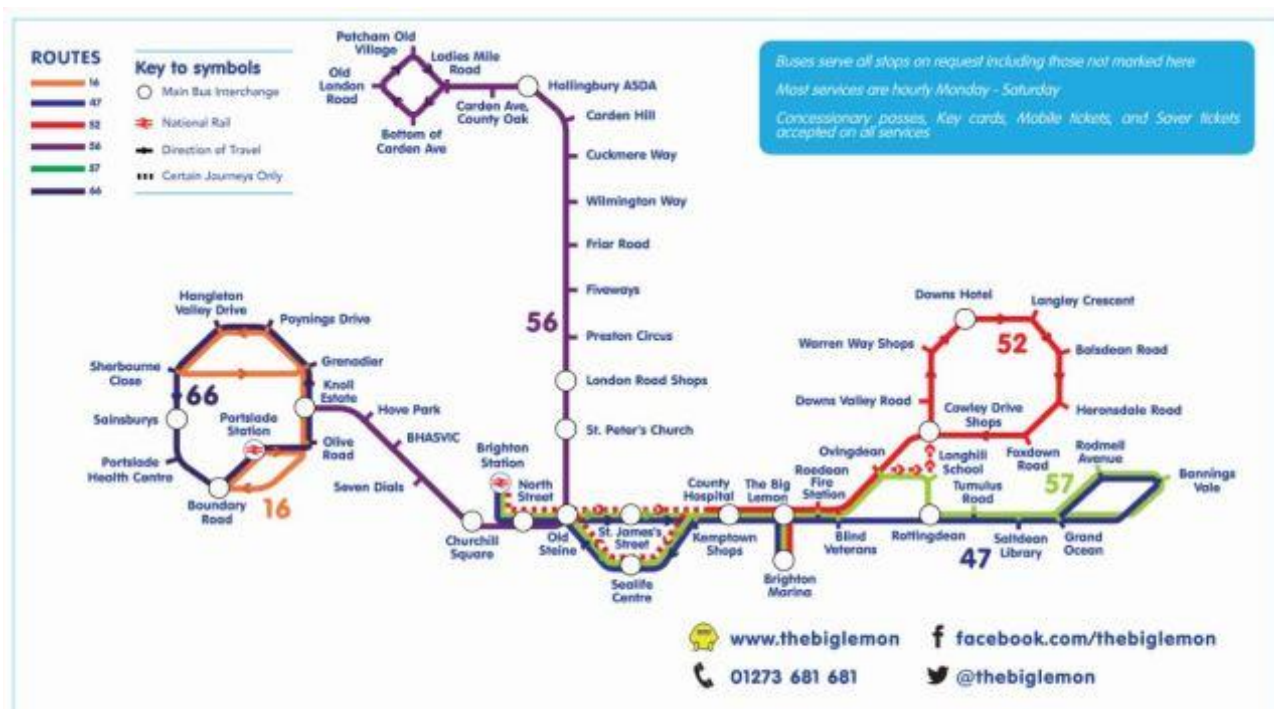 ROUTES
16
47
52
56
57
66
Key to symbols
Main Bus Interchange
National Rail
Direction of Travel
Certain Journeys Only
Buses serve all stops on request including those not marked here
Most services are hourly Monday - Saturday
Concessionary passes, Key cards, Mobile tickets, and Saver tickets
accepted on all services
Patcham Old
Village
Ladies Mile
Road
Old
London
Road
Carden Ave,
County Oak
Bottom of
Carden Ave
Hollingbury ASDA
Carden Hill
Cuckmere Way
Wilmington Way
Friar Road
Fiveways
56
Preston Circus
London Road Shops
St. Peter's Church
Hangleton
Valley Drive
Poynings Drive
Sherbourne
Close
Grenadier
66
Knoll
Estate
Sainsburys
Portslade
Station
Olive
Road
Portslade
Health Centre
Boundary
Road
16
Hove Park
BHASVIC
Seven Dials
Brighton
Station
North
Street
Churchill
Square
Old
Steine
St. James's
Street
Sealife
Centre
County
Hospital
Kemptown
Shops
The Big
Lemon
Brighton
Marina
Roedean
Fire
Station
Blind
Veterans
Ovingdean
Longhill
School
Rottingdean
Tumulus
Road
47
Saltdean
Library
Grand
Ocean
57
Rodmell
Avenue
Bannings
Vale
Downs Hotel
Langley Crescent
52
Warren Way Shops
Balsdean Road
Downs Valley Road
Cowley Drive
Shops
Heronsdale Road
Foxdown
Road
www.thebiglemon
facebook.com/thebiglemon
01273 681 681
@thebiglemon